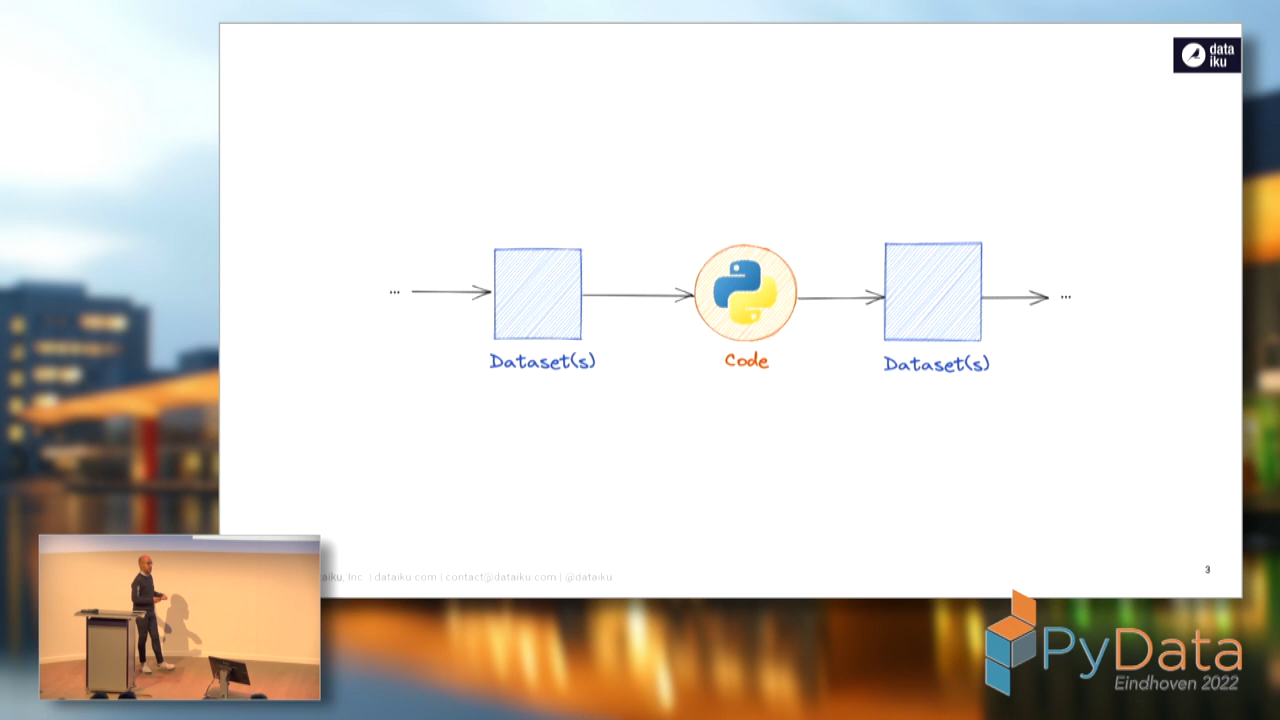 data
iku
...
...
Dataset(s)
Code
Dataset(s)
aiku, Inc. | dataiku.com | contact@dataiku.com | @dataiku
3
PyData
Eindhoven 2022